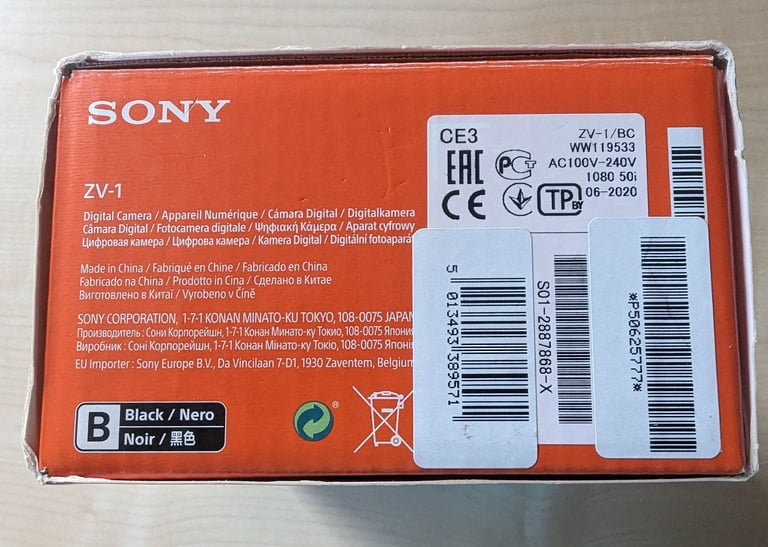 SONY
ZV-1
Digital Camera / Appareil Numérique / Cámara Digital / Digitalkamera
Câmara Digital / Fotocamera digitale / Ψηφιακή Κάμερα / Aparat cyfrowy
Цифровая камера / Цифрова камера / Kamera Digital / Digitální fotoaparát
Made in China / Fabriqué en Chine / Fabricado en China
Fabricado na China / Prodotto in Cina / Сделано в Китае
Виготовлено в Китаї / Vyrobeno v Číně
SONY CORPORATION, 1-7-1 KONAN MINATO-KU TOKYO, 108-0075 JAPAN
Производитель : Сони Корпорейшн, 1-7-1 Конан Минато-ку Токио, 108-0075 Япони
Виробник : Соні Корпорейшн, 1-7-1 Конан Мінато-ку Токіо, 108-0075 Японі
EU Importer : Sony Europe B.V., Da Vincilaan 7-D1, 1930 Zaventem, Belgium
B Black / Nero
Noir / 黑色
®
CE3
EAC
CE
TP BY
ZV-1/BC
WW119533
AC100V-240V
1080 50i
06-2020
5 013493 389571
S01-2887868-X
*P50625777*